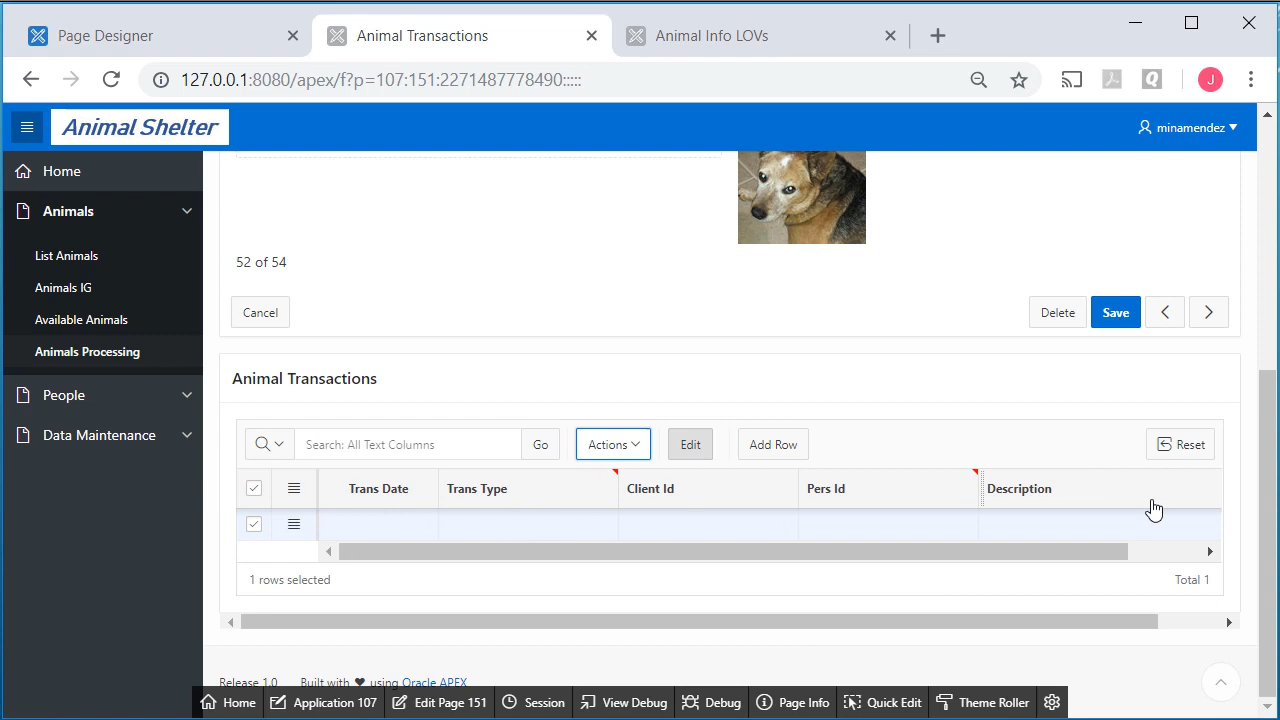 Page Designer
Animal Transactions
Animal Info LOVs
127.0.0.1:8080/apex/f?p=107:151:2271487778490:::::
Q
J
Animal Shelter
minamendez
Home
Animals
List Animals
Animals IG
Available Animals
Animals Processing
People
Data Maintenance
52 of 54
Cancel
Delete
Save
Animal Transactions
Search: All Text Columns
Go
Actions
Edit
Add Row
Reset
Trans Date
Trans Type
Client Id
Pers Id
Description
1 rows selected
Total 1
Release 1.0
Built with ❤ using Oracle APEX
Home
Application 107
Edit Page 151
Session
View Debug
Debug
Page Info
Quick Edit
Theme Roller